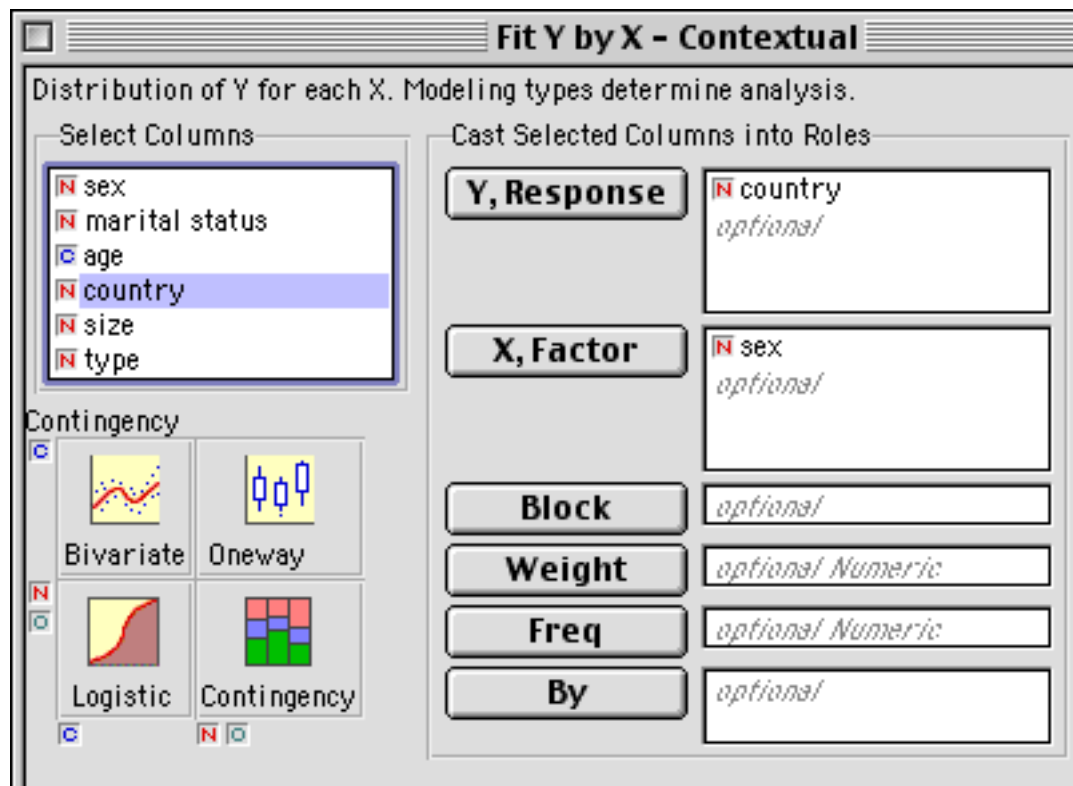 Fit Y by X - Contextual
Distribution of Y for each X. Modeling types determine analysis.
Select Columns
N sex
N marital status
C age
N country
N size
N type
Contingency
C
Bivariate
Oneway
N
O
Logistic
Contingency
C
N O
Cast Selected Columns into Roles
Y, Response
N country
optional
X, Factor
N sex
optional
Block
optional
Weight
optional Numeric
Freq
optional Numeric
By
optional